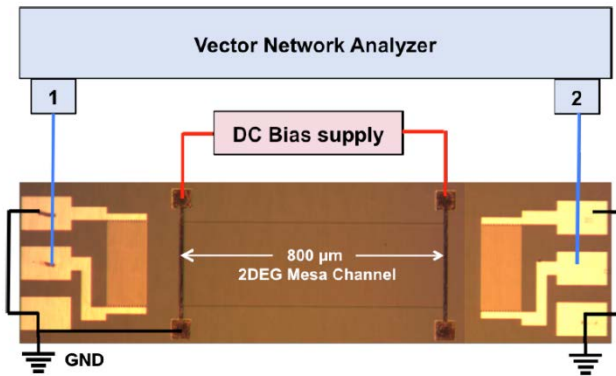 Vector Network Analyzer
1
2
DC Bias supply
800 μm
2DEG Mesa Channel
GND